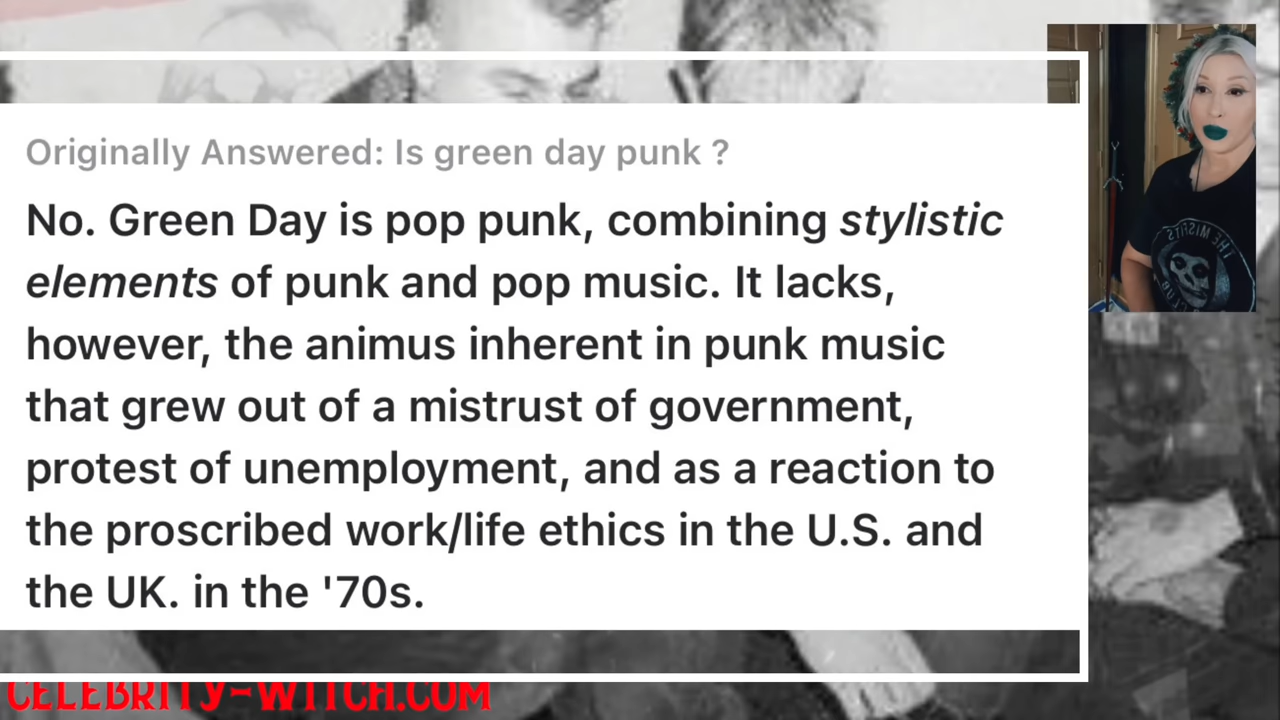 Originally Answered: Is green day punk ?
No. Green Day is pop punk, combining stylistic
elements of punk and pop music. It lacks,
however, the animus inherent in punk music
that grew out of a mistrust of government,
protest of unemployment, and as a reaction to
the proscribed work/life ethics in the U.S. and
the UK. in the '70s.
THE MISFITS
CELEBRITY-WITCH.COM